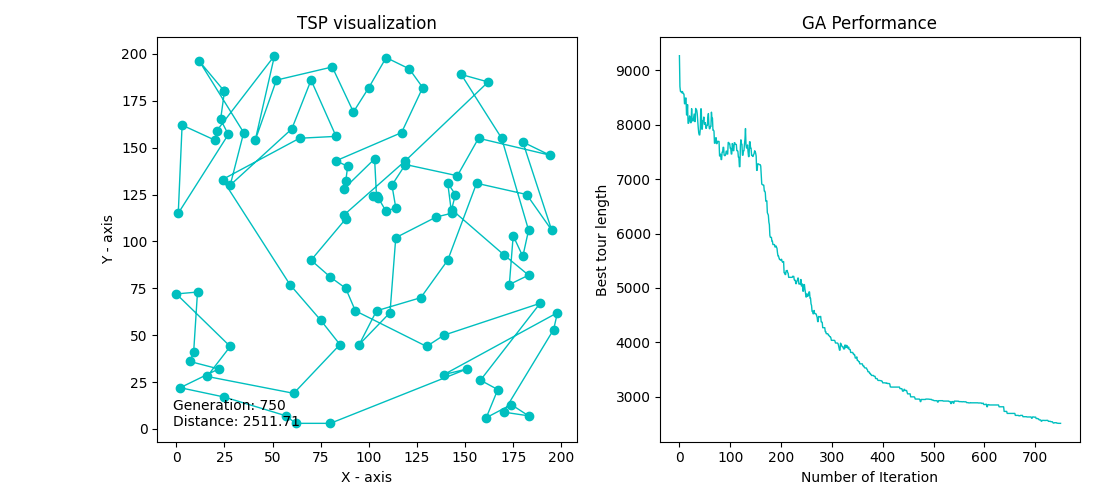 TSP visualization
200
175
150
125
100
75
50
25
0
Y - axis
Generation: 750
Distance: 2511.71
0 25 50 75 100 125 150 175 200
X - axis
GA Performance
9000
8000
7000
6000
5000
4000
3000
Best tour length
0 100 200 300 400 500 600 700
Number of Iteration